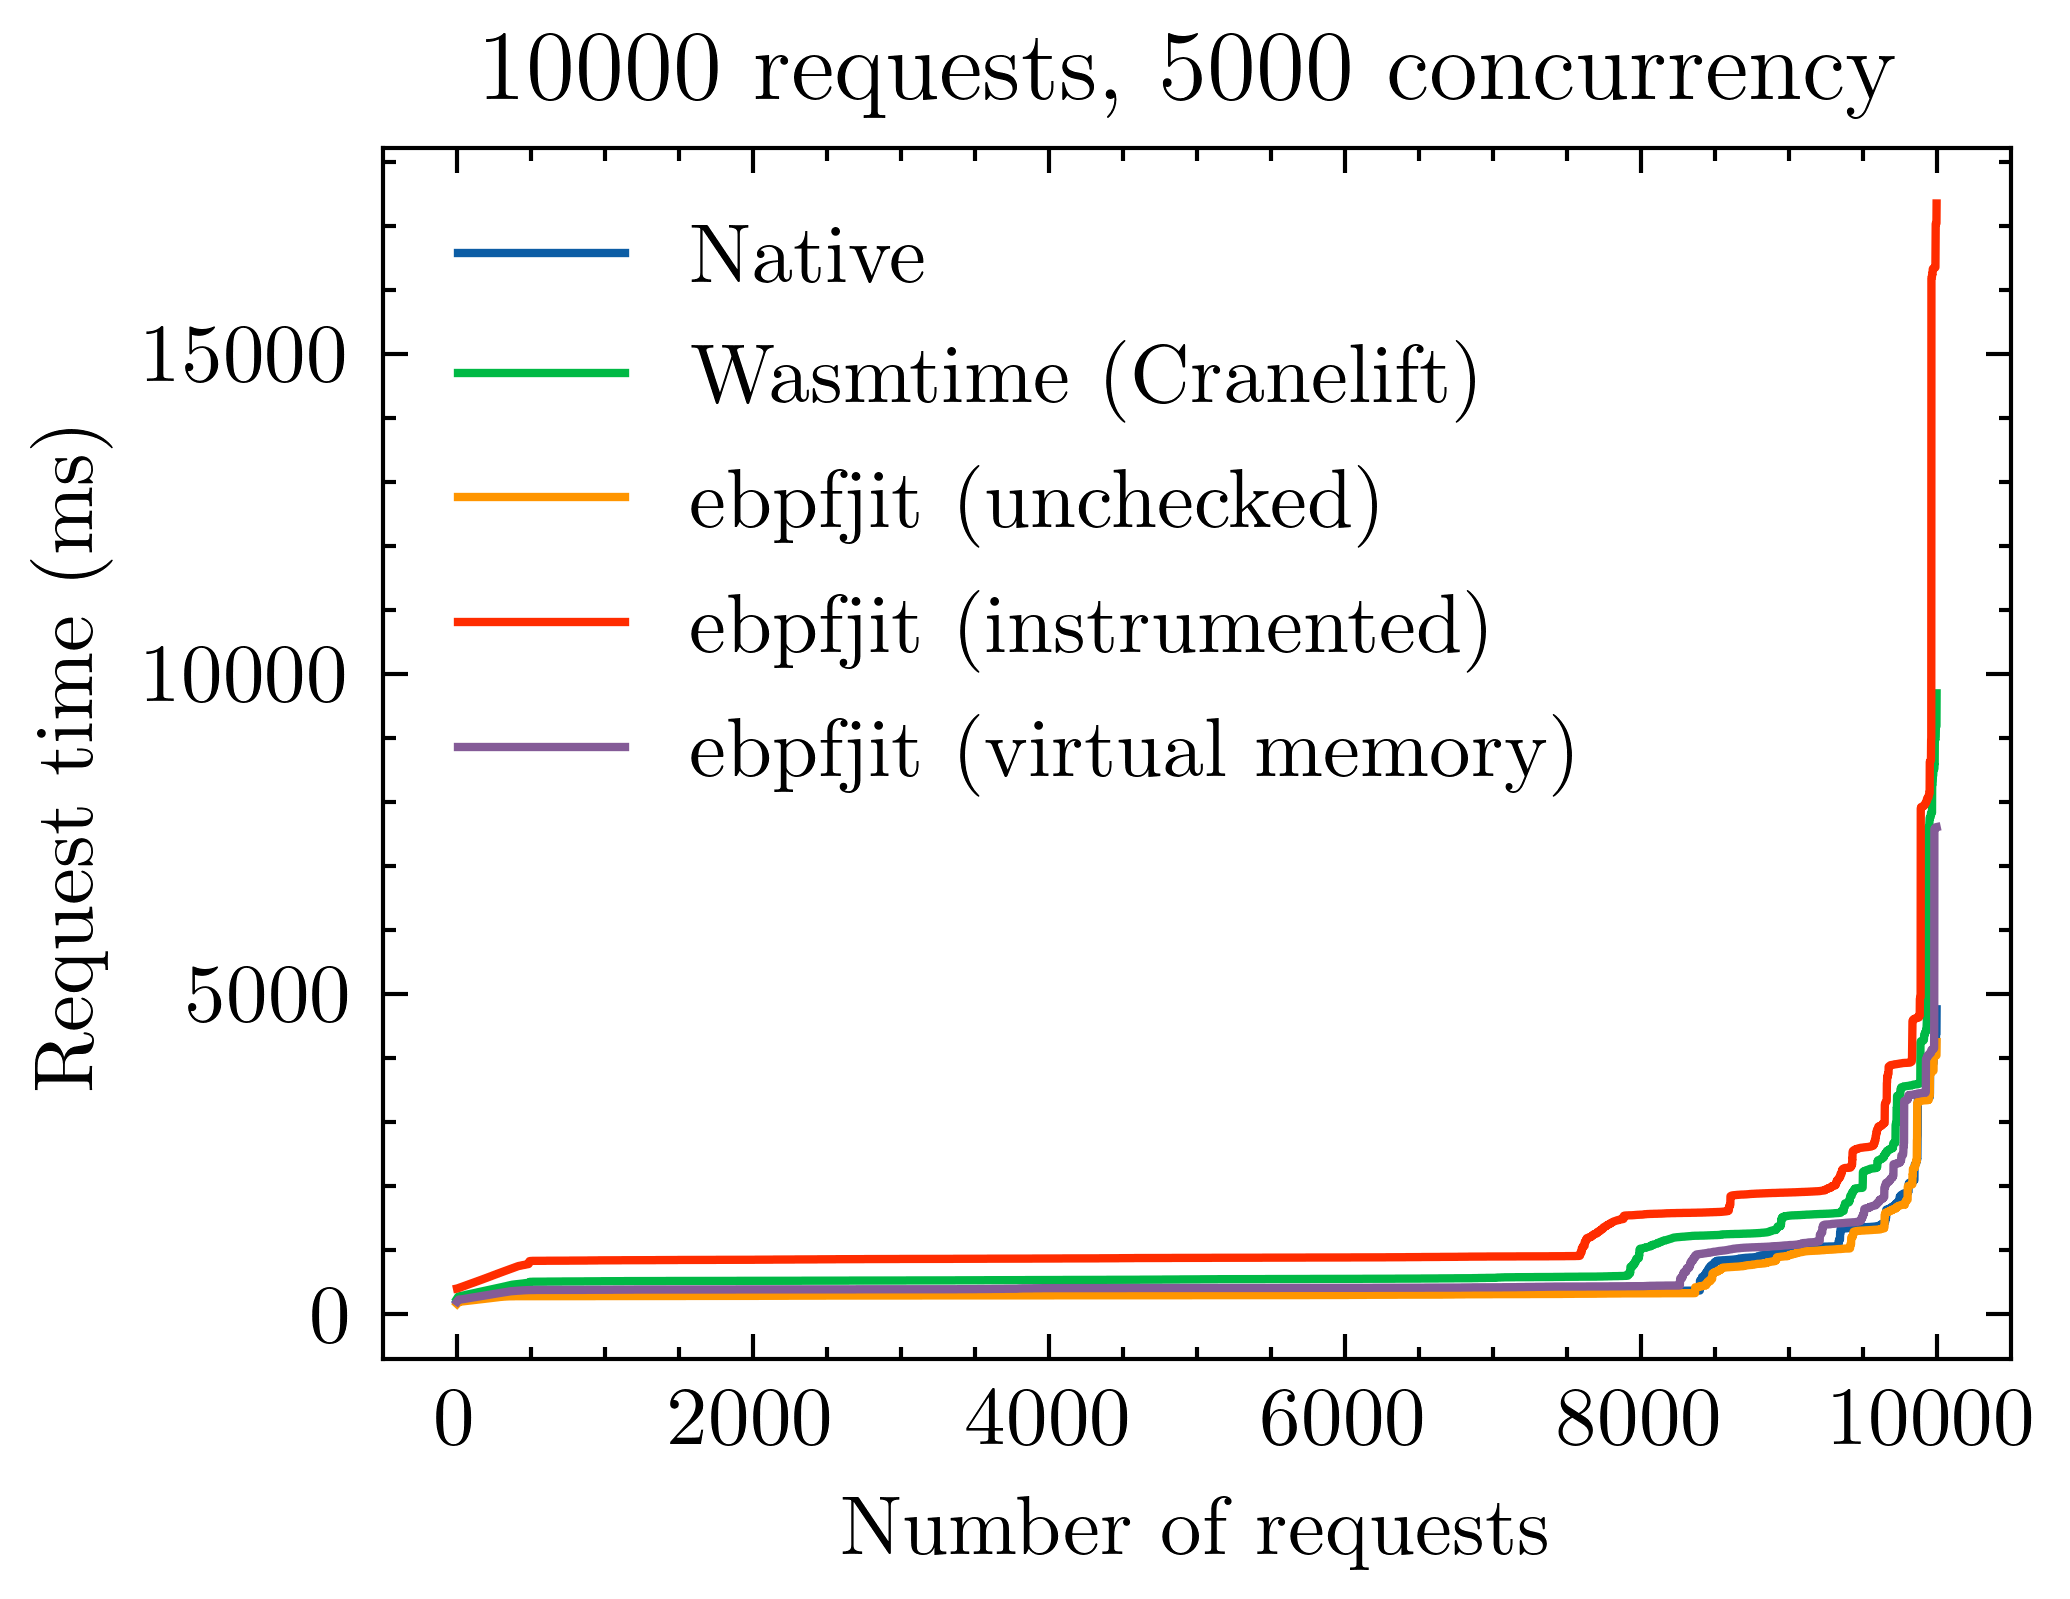 10000 requests, 5000 concurrency
Native
Wasmtime (Cranelift)
ebpfjit (unchecked)
ebpfjit (instrumented)
ebpfjit (virtual memory)
Request time (ms)
15000
10000
5000
0
0 2000 4000 6000 8000 10000
Number of requests